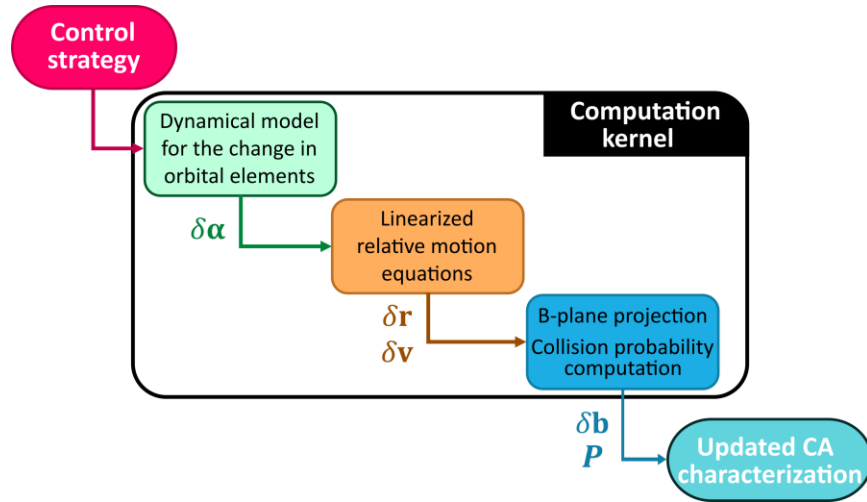 Control
strategy
Computation
kernel
Dynamical model
for the change in
orbital elements
δα
Linearized
relative motion
equations
δr
δv
B-plane projection
Collision probability
computation
δb
P
Updated CA
characterization